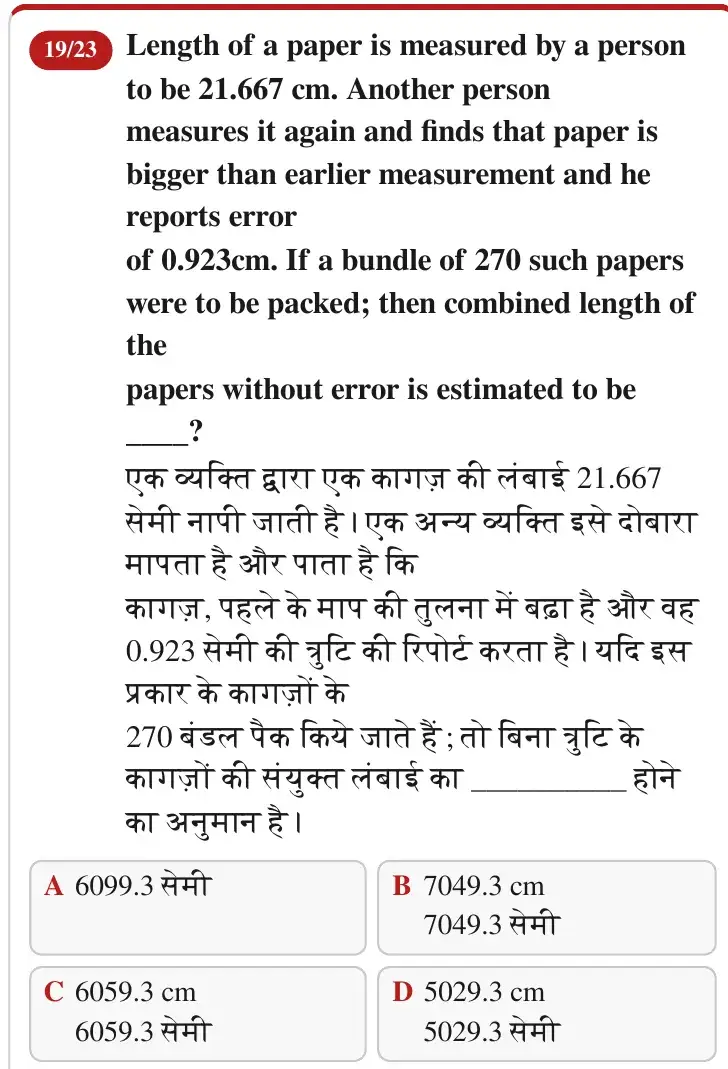 19/23 Length of a paper is measured by a person
to be 21.667 cm. Another person
measures it again and finds that paper is
bigger than earlier measurement and he
reports error
of 0.923cm. If a bundle of 270 such papers
were to be packed; then combined length of
the
papers without error is estimated to be
____?
एक व्यक्ति द्वारा एक कागज़ की लंबाई 21.667
सेमी नापी जाती है। एक अन्य व्यक्ति इसे दोबारा
मापता है और पाता है कि
कागज़, पहले के माप की तुलना में बढ़ा है और वह
0.923 सेमी की त्रुटि की रिपोर्ट करता है। यदि इस
प्रकार के कागज़ों के
270 बंडल पैक किये जाते हैं; तो बिना त्रुटि के
कागज़ों की संयुक्त लंबाई का __________ होने
का अनुमान है।
A 6099.3 सेमी
B 7049.3 cm
7049.3 सेमी
C 6059.3 cm
6059.3 सेमी
D 5029.3 cm
5029.3 सेमी